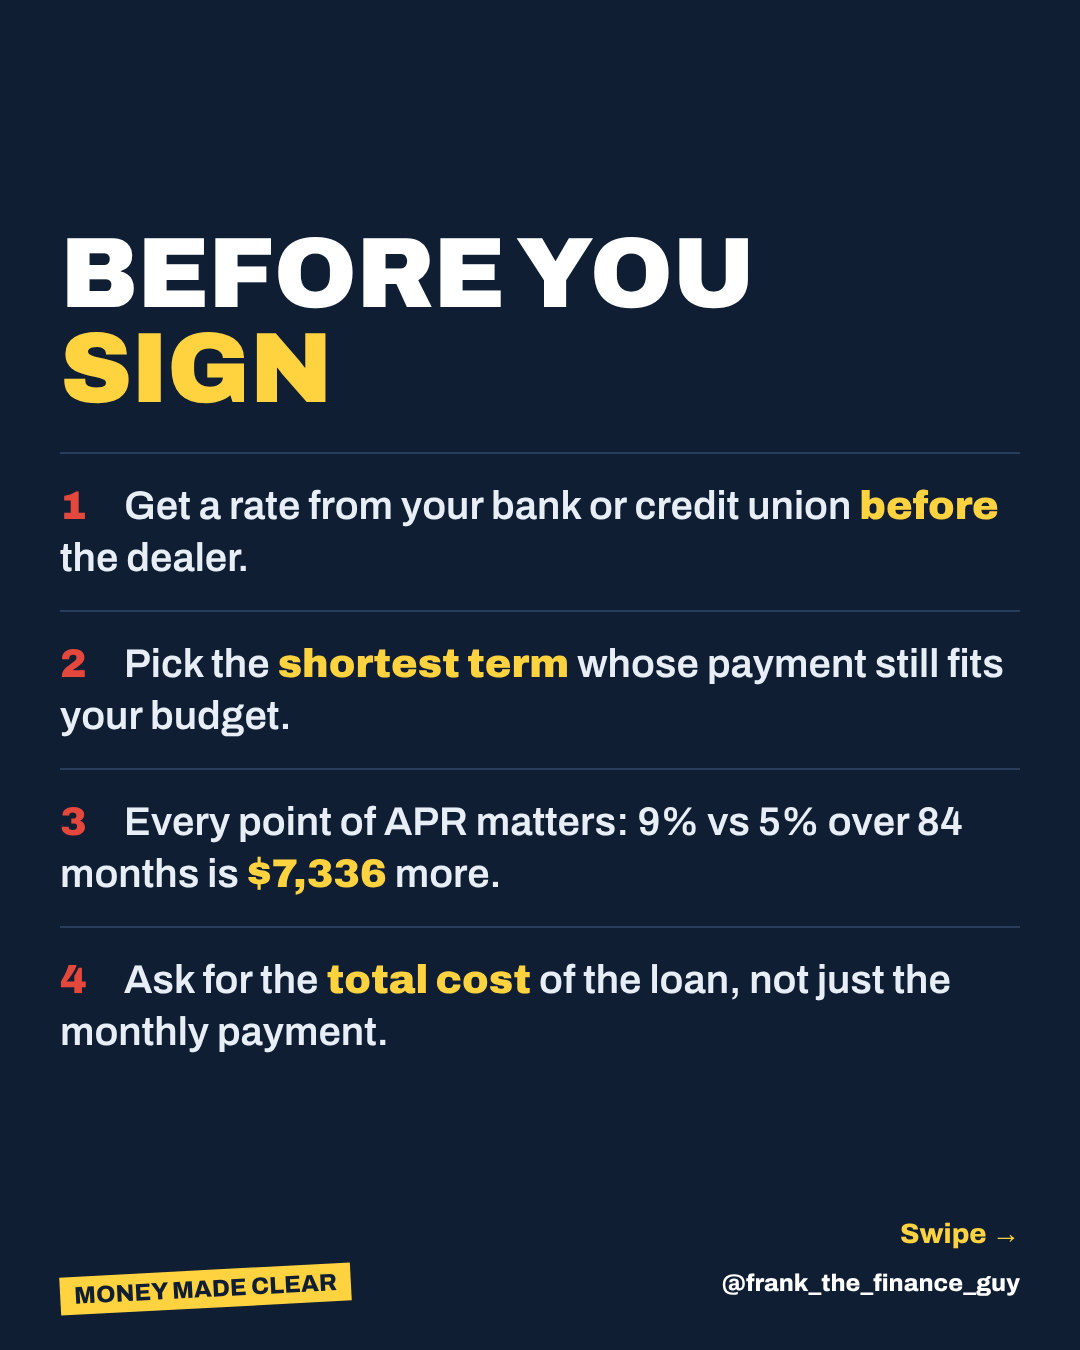 BEFORE YOU
SIGN
1 Get a rate from your bank or credit union before
the dealer.
2 Pick the shortest term whose payment still fits
your budget.
3 Every point of APR matters: 9% vs 5% over 84
months is $7,336 more.
4 Ask for the total cost of the loan, not just the
monthly payment.
Swipe →
MONEY MADE CLEAR
@frank_the_finance_guy